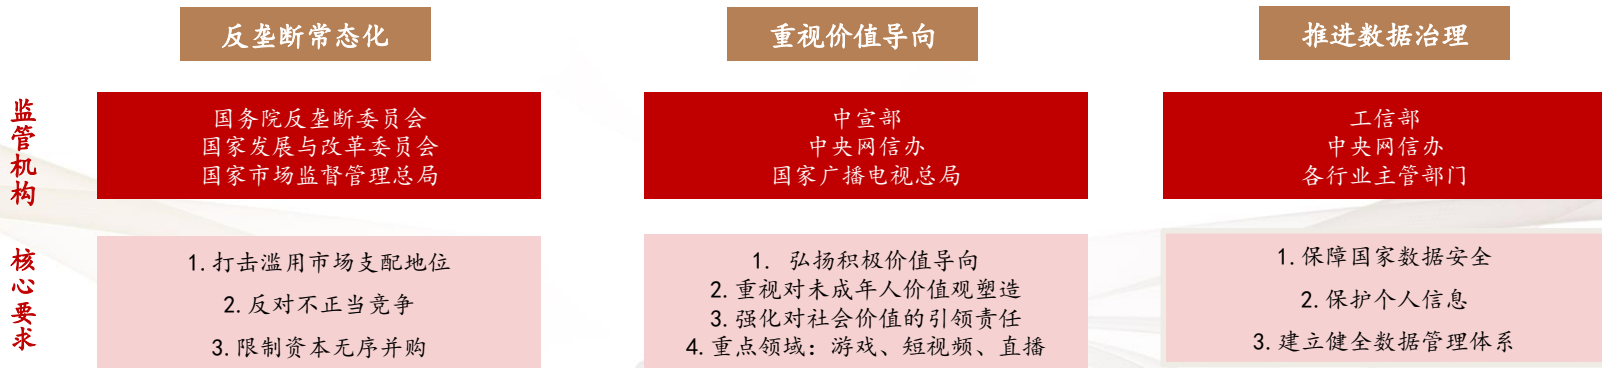 反垄断常态化
重视价值导向
推进数据治理
监管机构
国务院反垄断委员会
国家发展与改革委员会
国家市场监督管理总局
中宣部
中央网信办
国家广播电视总局
工信部
中央网信办
各行业主管部门
核心要求
1.打击滥用市场支配地位
2.反对不正当竞争
3.限制资本无序并购
1. 弘扬积极价值导向
2.重视对未成年人价值观塑造
3.强化对社会价值的引领责任
4.重点领域：游戏、短视频、直播
1.保障国家数据安全
2.保护个人信息
3.建立健全数据管理体系